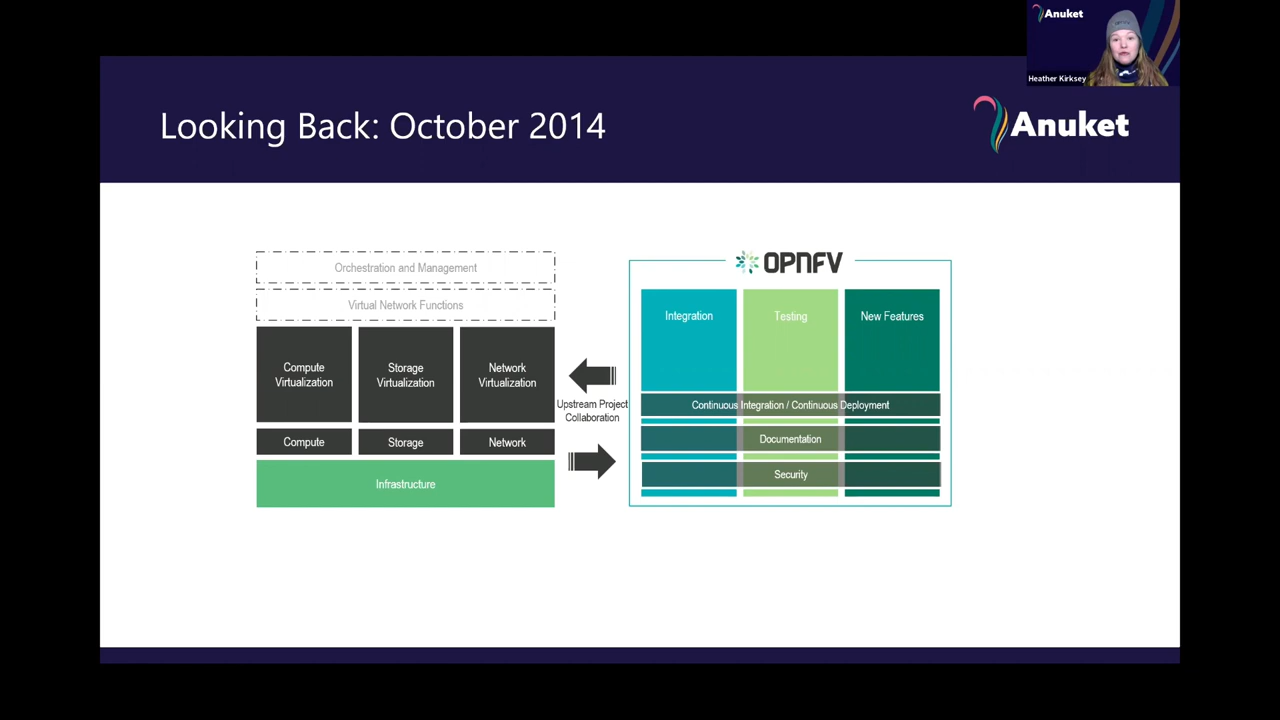 Anuket
Heather Kirksey
Looking Back: October 2014
Anuket
Orchestration and Management
Virtual Network Functions
Compute
Virtualization
Storage
Virtualization
Network
Virtualization
Compute
Storage
Network
Infrastructure
Upstream Project
Collaboration
OPNFV
Integration
Testing
New Features
Continuous Integration / Continuous Deployment
Documentation
Security